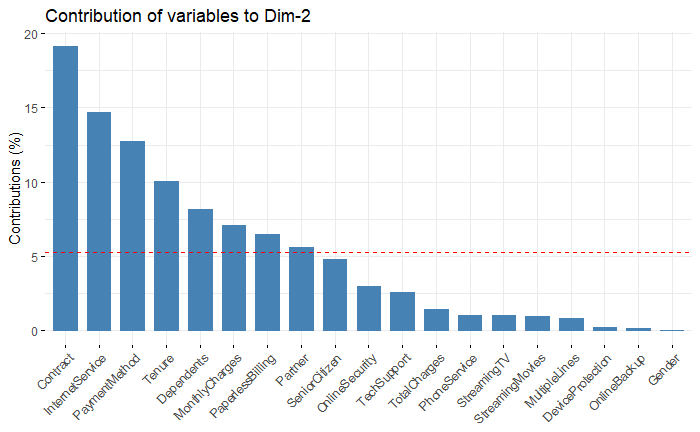 Contribution of variables to Dim-2
Contributions (%)
20
15
10
5
0
Contract
InternetService
PaymentMethod
Tenure
Dependents
MonthlyCharges
PaperlessBilling
Partner
SeniorCitizen
OnlineSecurity
TechSupport
TotalCharges
PhoneService
StreamingTV
StreamingMovies
MultipleLines
DeviceProtection
OnlineBackup
Gender